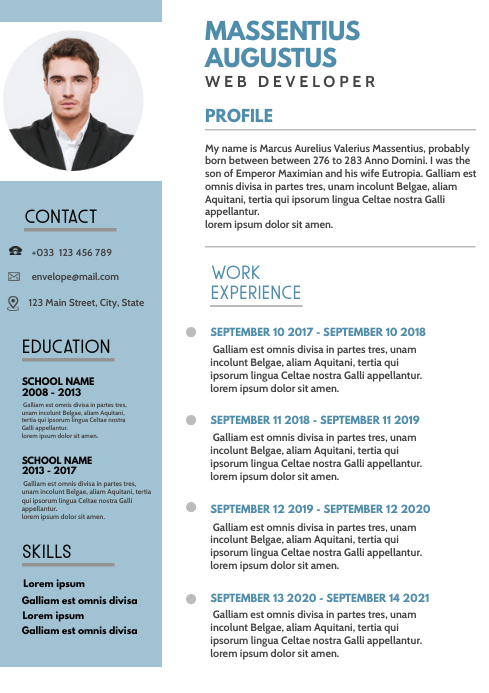 MASSENTIUS
AUGUSTUS
WEB DEVELOPER
PROFILE
My name is Marcus Aurelius Valerius Massentius, probably
born between between 276 to 283 Anno Domini. I was the
son of Emperor Maximian and his wife Eutropia. Galliam est
omnis divisa in partes tres, unam incolunt Belgae, aliam
Aquitani, tertia qui ipsorum lingua Celtae nostra Galli
appellantur.
lorem ipsum dolor sit amen.
CONTACT
+033 123 456 789
envelope@mail.com
123 Main Street, City, State
EDUCATION
SCHOOL NAME
2008 - 2013
Galliam est omnis divisa in partes tres,
unam incolunt Belgae, aliam Aquitani,
tertia qui ipsorum lingua Celtae nostra
Galli appellantur.
lorem ipsum dolor sit ames.
SCHOOL NAME
2013 - 2017
Galliam est omnis divisa in partes tres,
unam incolunt Belgae, aliam Aquitani, tertia
qui ipsorum lingua Celtae nostra Galli
appellantur.
lorem ipsum dolor sit ames.
SKILLS
Lorem ipsum
Galliam est omnis divisa
Lorem ipsum
Galliam est omnis divisa
WORK
EXPERIENCE
SEPTEMBER 10 2017 - SEPTEMBER 10 2018
Galliam est omnis divisa in partes tres, unam
incolunt Belgae, aliam Aquitani, tertia qui
ipsorum lingua Celtae nostra Galli appellantur.
lorem ipsum dolor sit amen.
SEPTEMBER 11 2018 - SEPTEMBER 11 2019
Galliam est omnis divisa in partes tres, unam
incolunt Belgae, aliam Aquitani, tertia qui
ipsorum lingua Celtae nostra Galli appellantur.
lorem ipsum dolor sit amen.
SEPTEMBER 12 2019 - SEPTEMBER 12 2020
Galliam est omnis divisa in partes tres, unam
incolunt Belgae, aliam Aquitani, tertia qui
ipsorum lingua Celtae nostra Galli appellantur.
lorem ipsum dolor sit amen.
SEPTEMBER 13 2020 - SEPTEMBER 14 2021
Galliam est omnis divisa in partes tres, unam
incolunt Belgae, aliam Aquitani, tertia qui
ipsorum lingua Celtae nostra Galli appellantur.
lorem ipsum dolor sit amen.